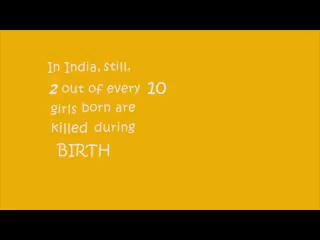 In India, still,
2 out of every 10
girls born are
killed during
BIRTH